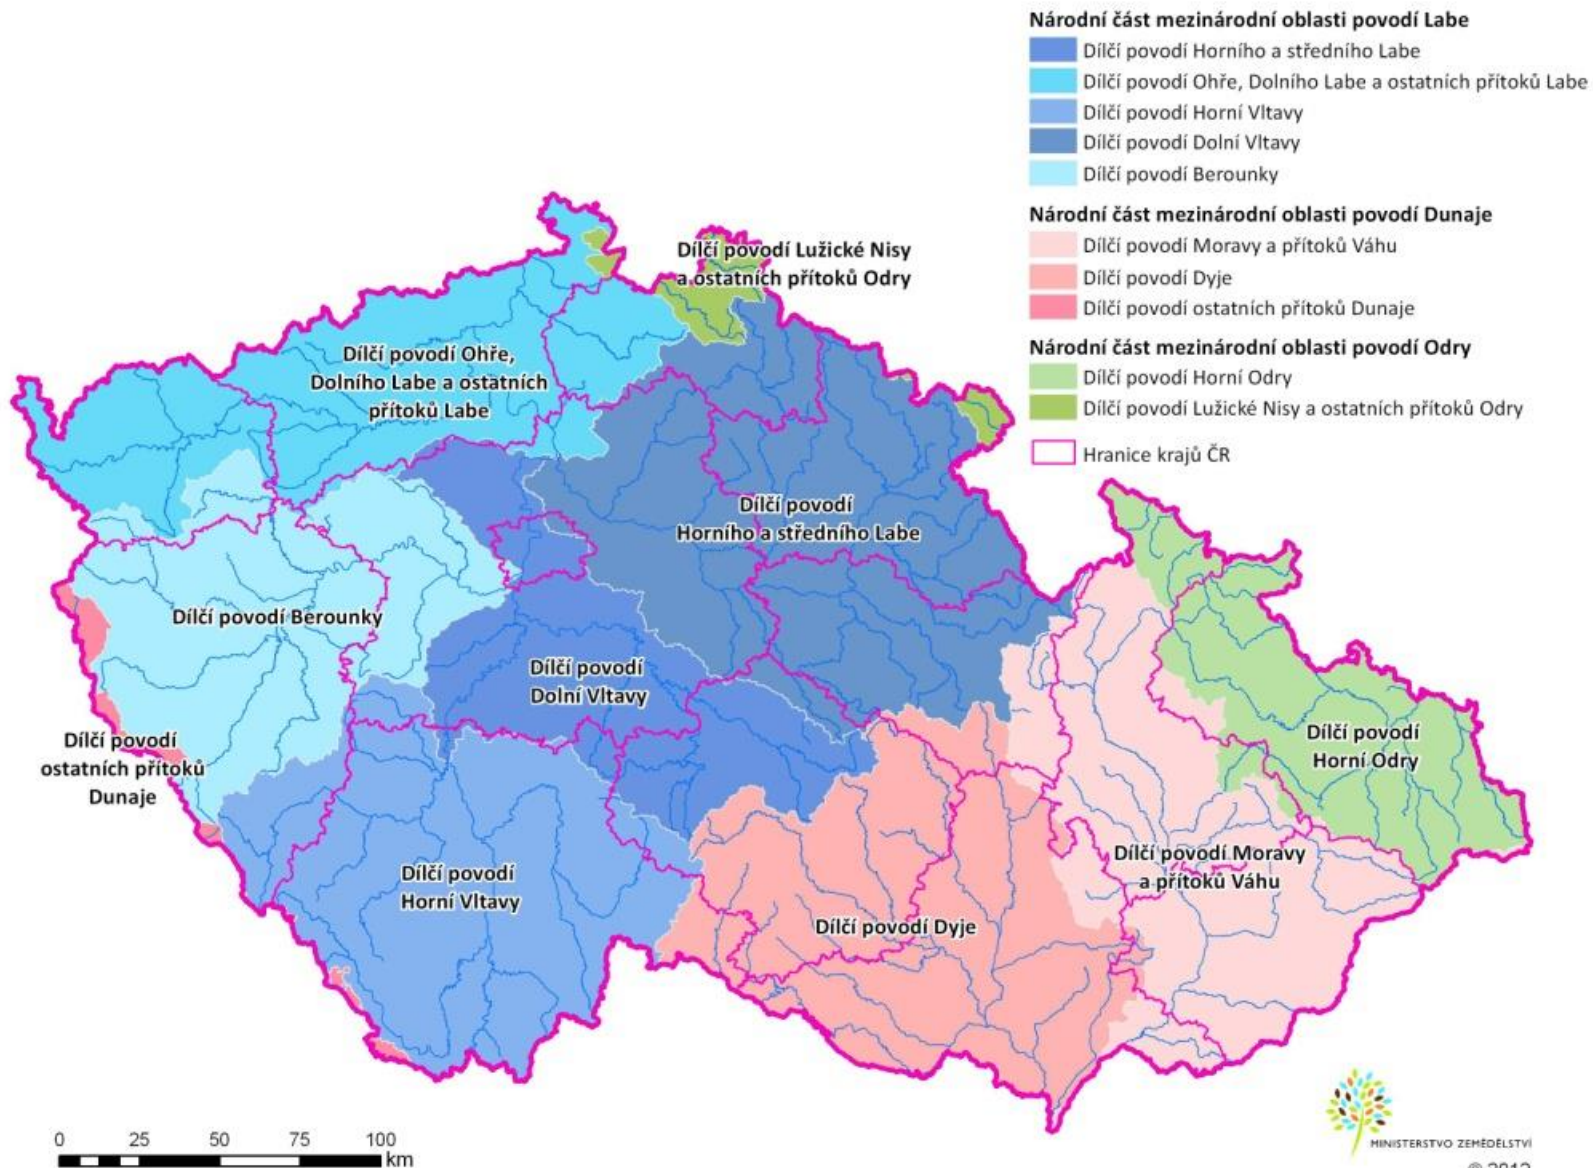 Národní část mezinárodní oblasti povodí Labe
Dílčí povodí Horního a středního Labe
Dílčí povodí Ohře, Dolního Labe a ostatních přítoků Labe
Dílčí povodí Horní Vltavy
Dílčí povodí Dolní Vltavy
Dílčí povodí Berounky
Národní část mezinárodní oblasti povodí Dunaje
Dílčí povodí Moravy a přítoků Váhu
Dílčí povodí Dyje
Dílčí povodí ostatních přítoků Dunaje
Národní část mezinárodní oblasti povodí Odry
Dílčí povodí Horní Odry
Dílčí povodí Lužické Nisy a ostatních přítoků Odry
Hranice krajů ČR
Dílčí povodí Lužické Nisy
a ostatních přítoků Odry
Dílčí povodí Ohře,
Dolního Labe a ostatních
přítoků Labe
Dílčí povodí
Horního a středního Labe
Dílčí povodí Berounky
Dílčí povodí
Dolní Vltavy
Dílčí povodí
ostatních přítoků
Dunaje
Dílčí povodí
Horní Odry
Dílčí povodí
Horní Vltavy
Dílčí povodí Moravy
a přítoků Váhu
Dílčí povodí Dyje
0 25 50 75 100
km
MINISTERSTVO ZEMĚDĚLSTVÍ
© 2012